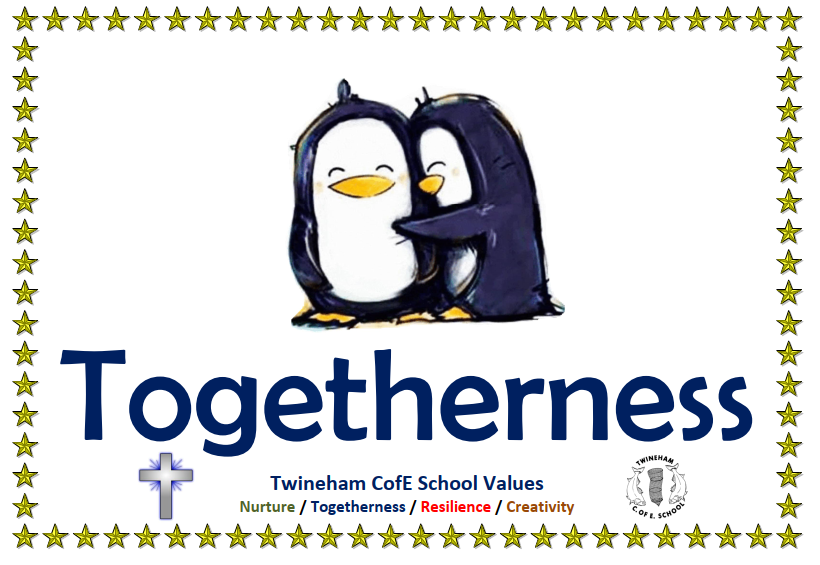 Togetherness
Twineham CofE School Values
Nurture / Togetherness / Resilience / Creativity
TWINEHAM
C. OF E. SCHOOL